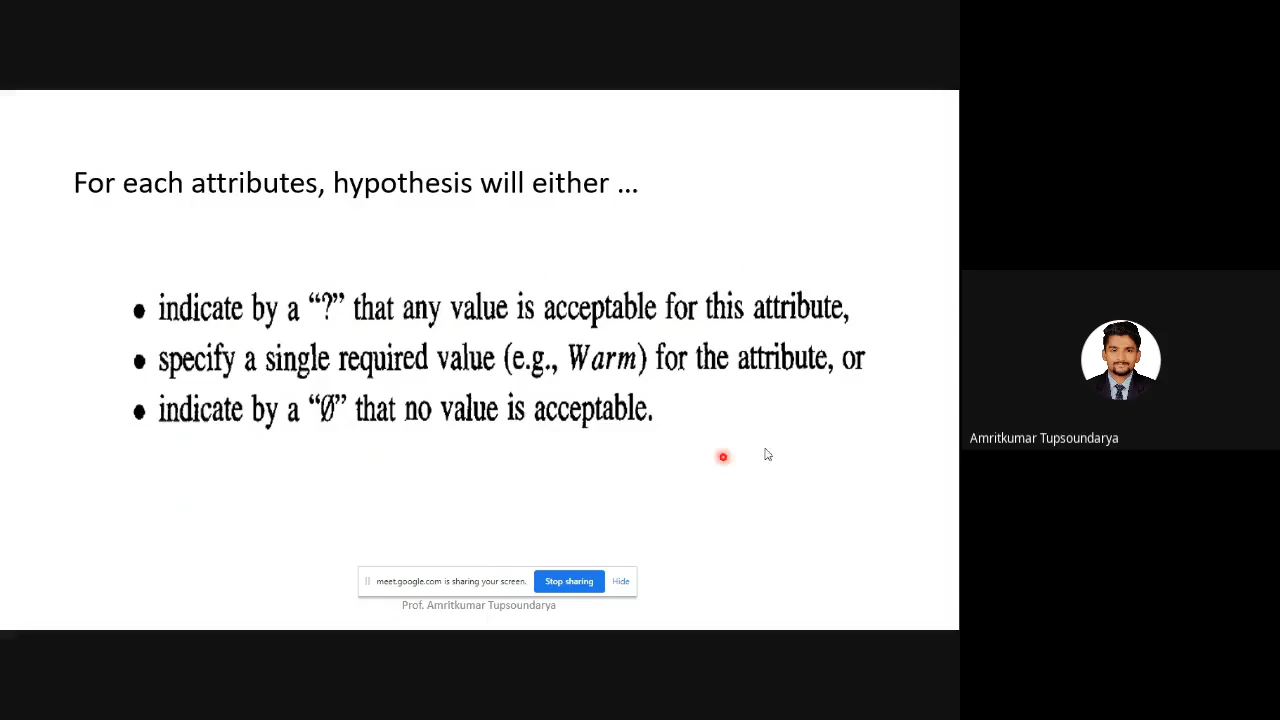 For each attributes, hypothesis will either ...
• indicate by a “?” that any value is acceptable for this attribute,
• specify a single required value (e.g., Warm) for the attribute, or
• indicate by a “Ø” that no value is acceptable.
meet.google.com is sharing your screen. Stop sharing Hide
Prof. Amritkumar Tupsoundarya
Amritkumar Tupsoundarya